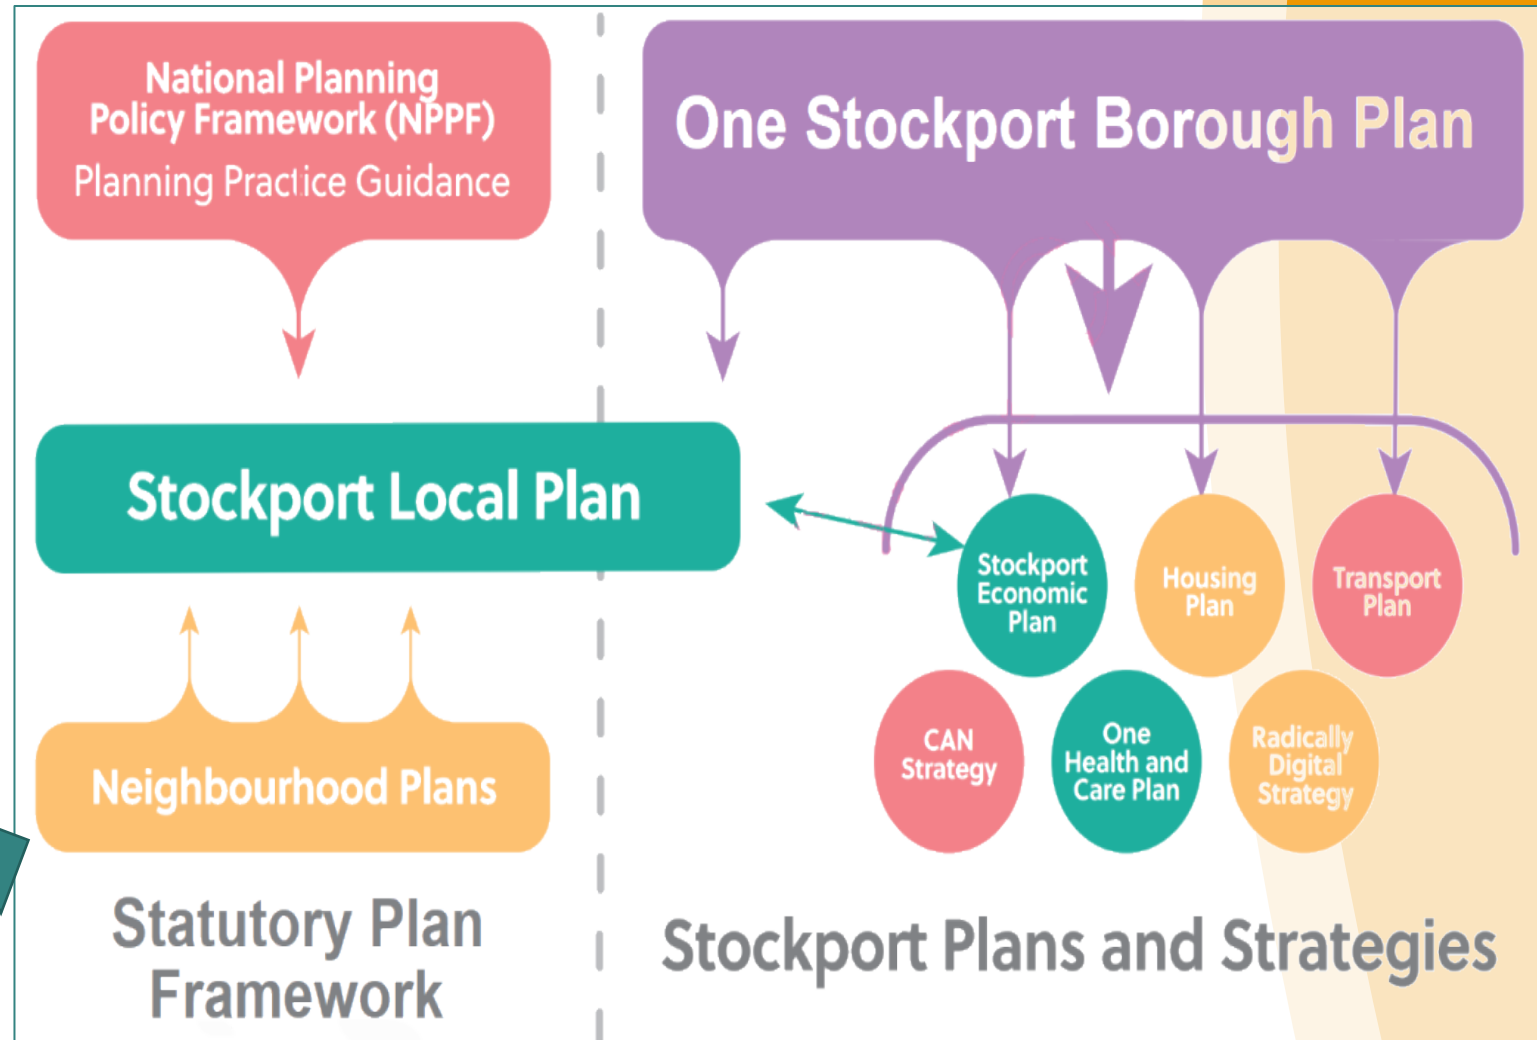 National Planning
Policy Framework (NPPF)
Planning Practice Guidance
One Stockport Borough Plan
Stockport Local Plan
Stockport
Economic
Plan
Housing
Plan
Transport
Plan
CAN
Strategy
One
Health and
Care Plan
Radically
Digital
Strategy
Neighbourhood Plans
Statutory Plan
Framework
Stockport Plans and Strategies